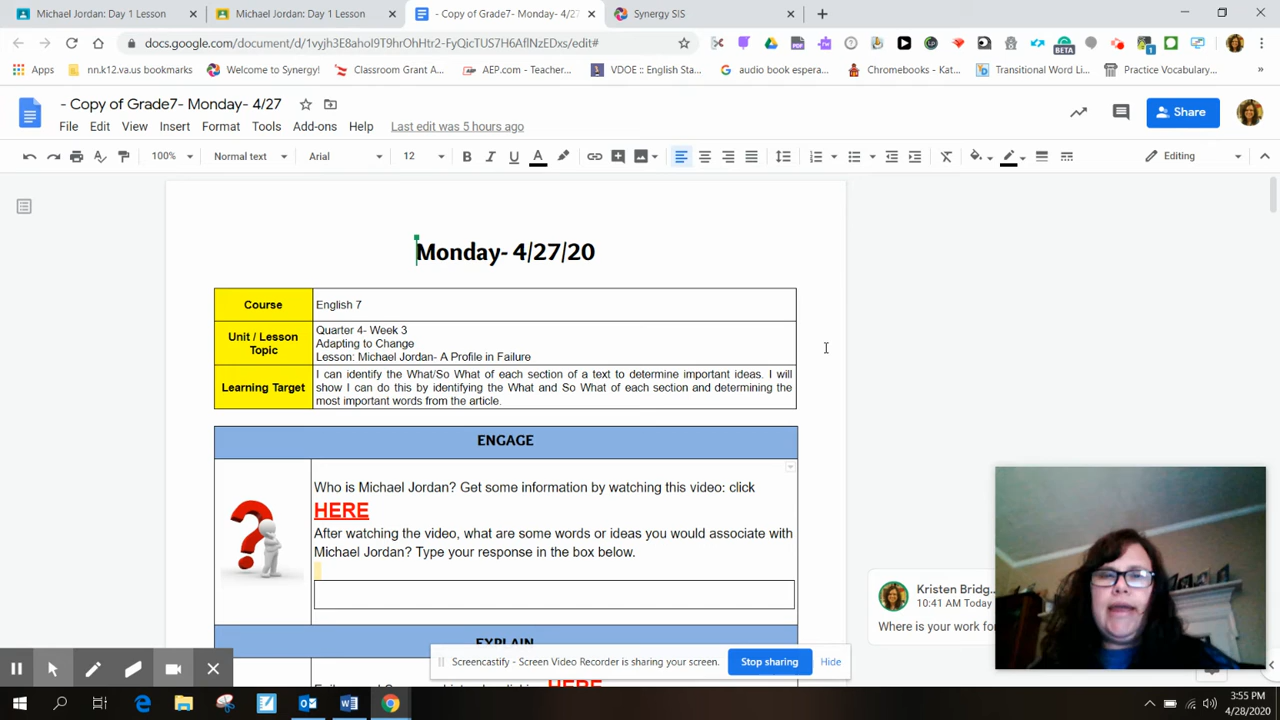 Michael Jordan: Day 1 Lesson
Michael Jordan: Day 1 Lesson
- Copy of Grade7- Monday- 4/27
Synergy SIS
docs.google.com/document/d/1vyjh3E8ahoI9T9hrOhHtr2-FyQicTUS7H6AflNzEDxs/edit#
Apps
nn.k12.va.us bookmarks
Welcome to Synergy!
Classroom Grant A...
AEP.com - Teacher...
VDOE :: English Sta...
audio book espera...
Chromebooks - Kat...
Transitional Word Li...
Practice Vocabulary...
- Copy of Grade7- Monday- 4/27
File Edit View Insert Format Tools Add-ons Help Last edit was 5 hours ago
Share
100% Normal text Arial 12 B I U A Editing
Monday- 4/27/20
Course
English 7
Unit / Lesson
Topic
Quarter 4- Week 3
Adapting to Change
Lesson: Michael Jordan- A Profile in Failure
Learning Target
I can identify the What/So What of each section of a text to determine important ideas. I will
show I can do this by identifying the What and So What of each section and determining the
most important words from the article.
ENGAGE
Who is Michael Jordan? Get some information by watching this video: click
HERE
After watching the video, what are some words or ideas you would associate with
Michael Jordan? Type your response in the box below.
EXPLAIN
HERE
Kristen Bridg...
10:41 AM Today
Where is your work for
Screencastify - Screen Video Recorder is sharing your screen.
Stop sharing
Hide
3:55 PM
4/28/2020